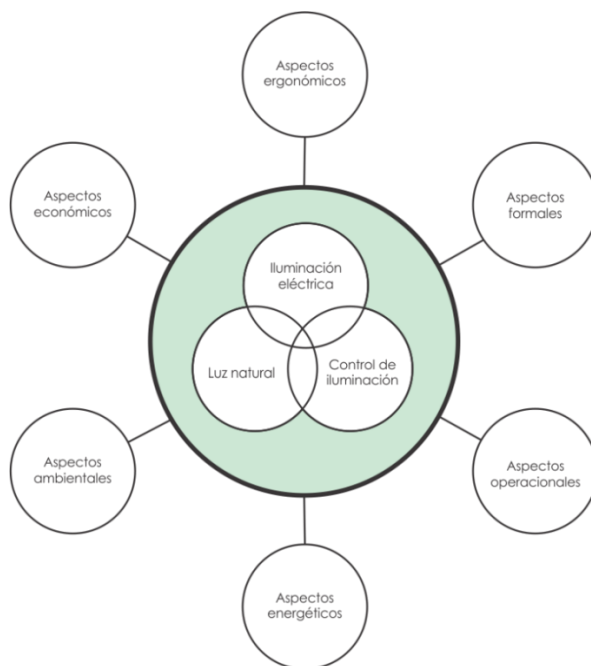 Aspectos
ergonómicos
Aspectos
económicos
Aspectos
formales
Iluminación
eléctrica
Luz natural
Control de
iluminación
Aspectos
ambientales
Aspectos
operacionales
Aspectos
energéticos